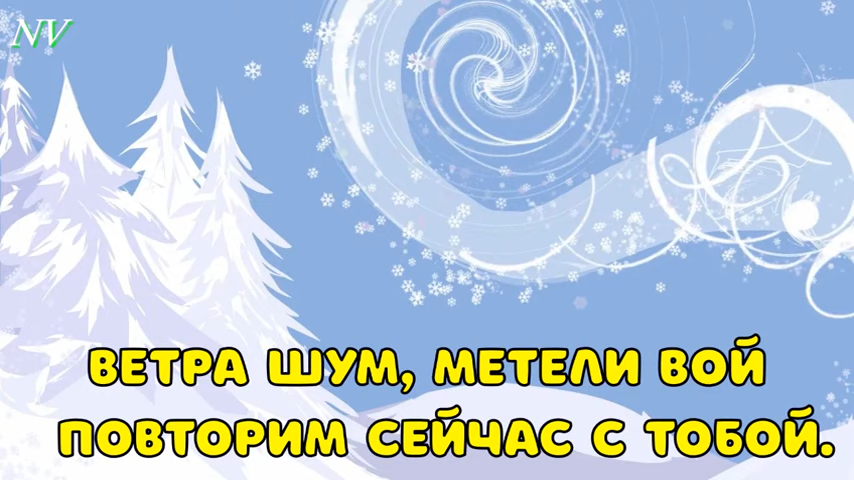 NV
ВЕТРА ШУМ, МЕТЕЛИ ВОЙ
ПОВТОРИМ СЕЙЧАС С ТОБОЙ.